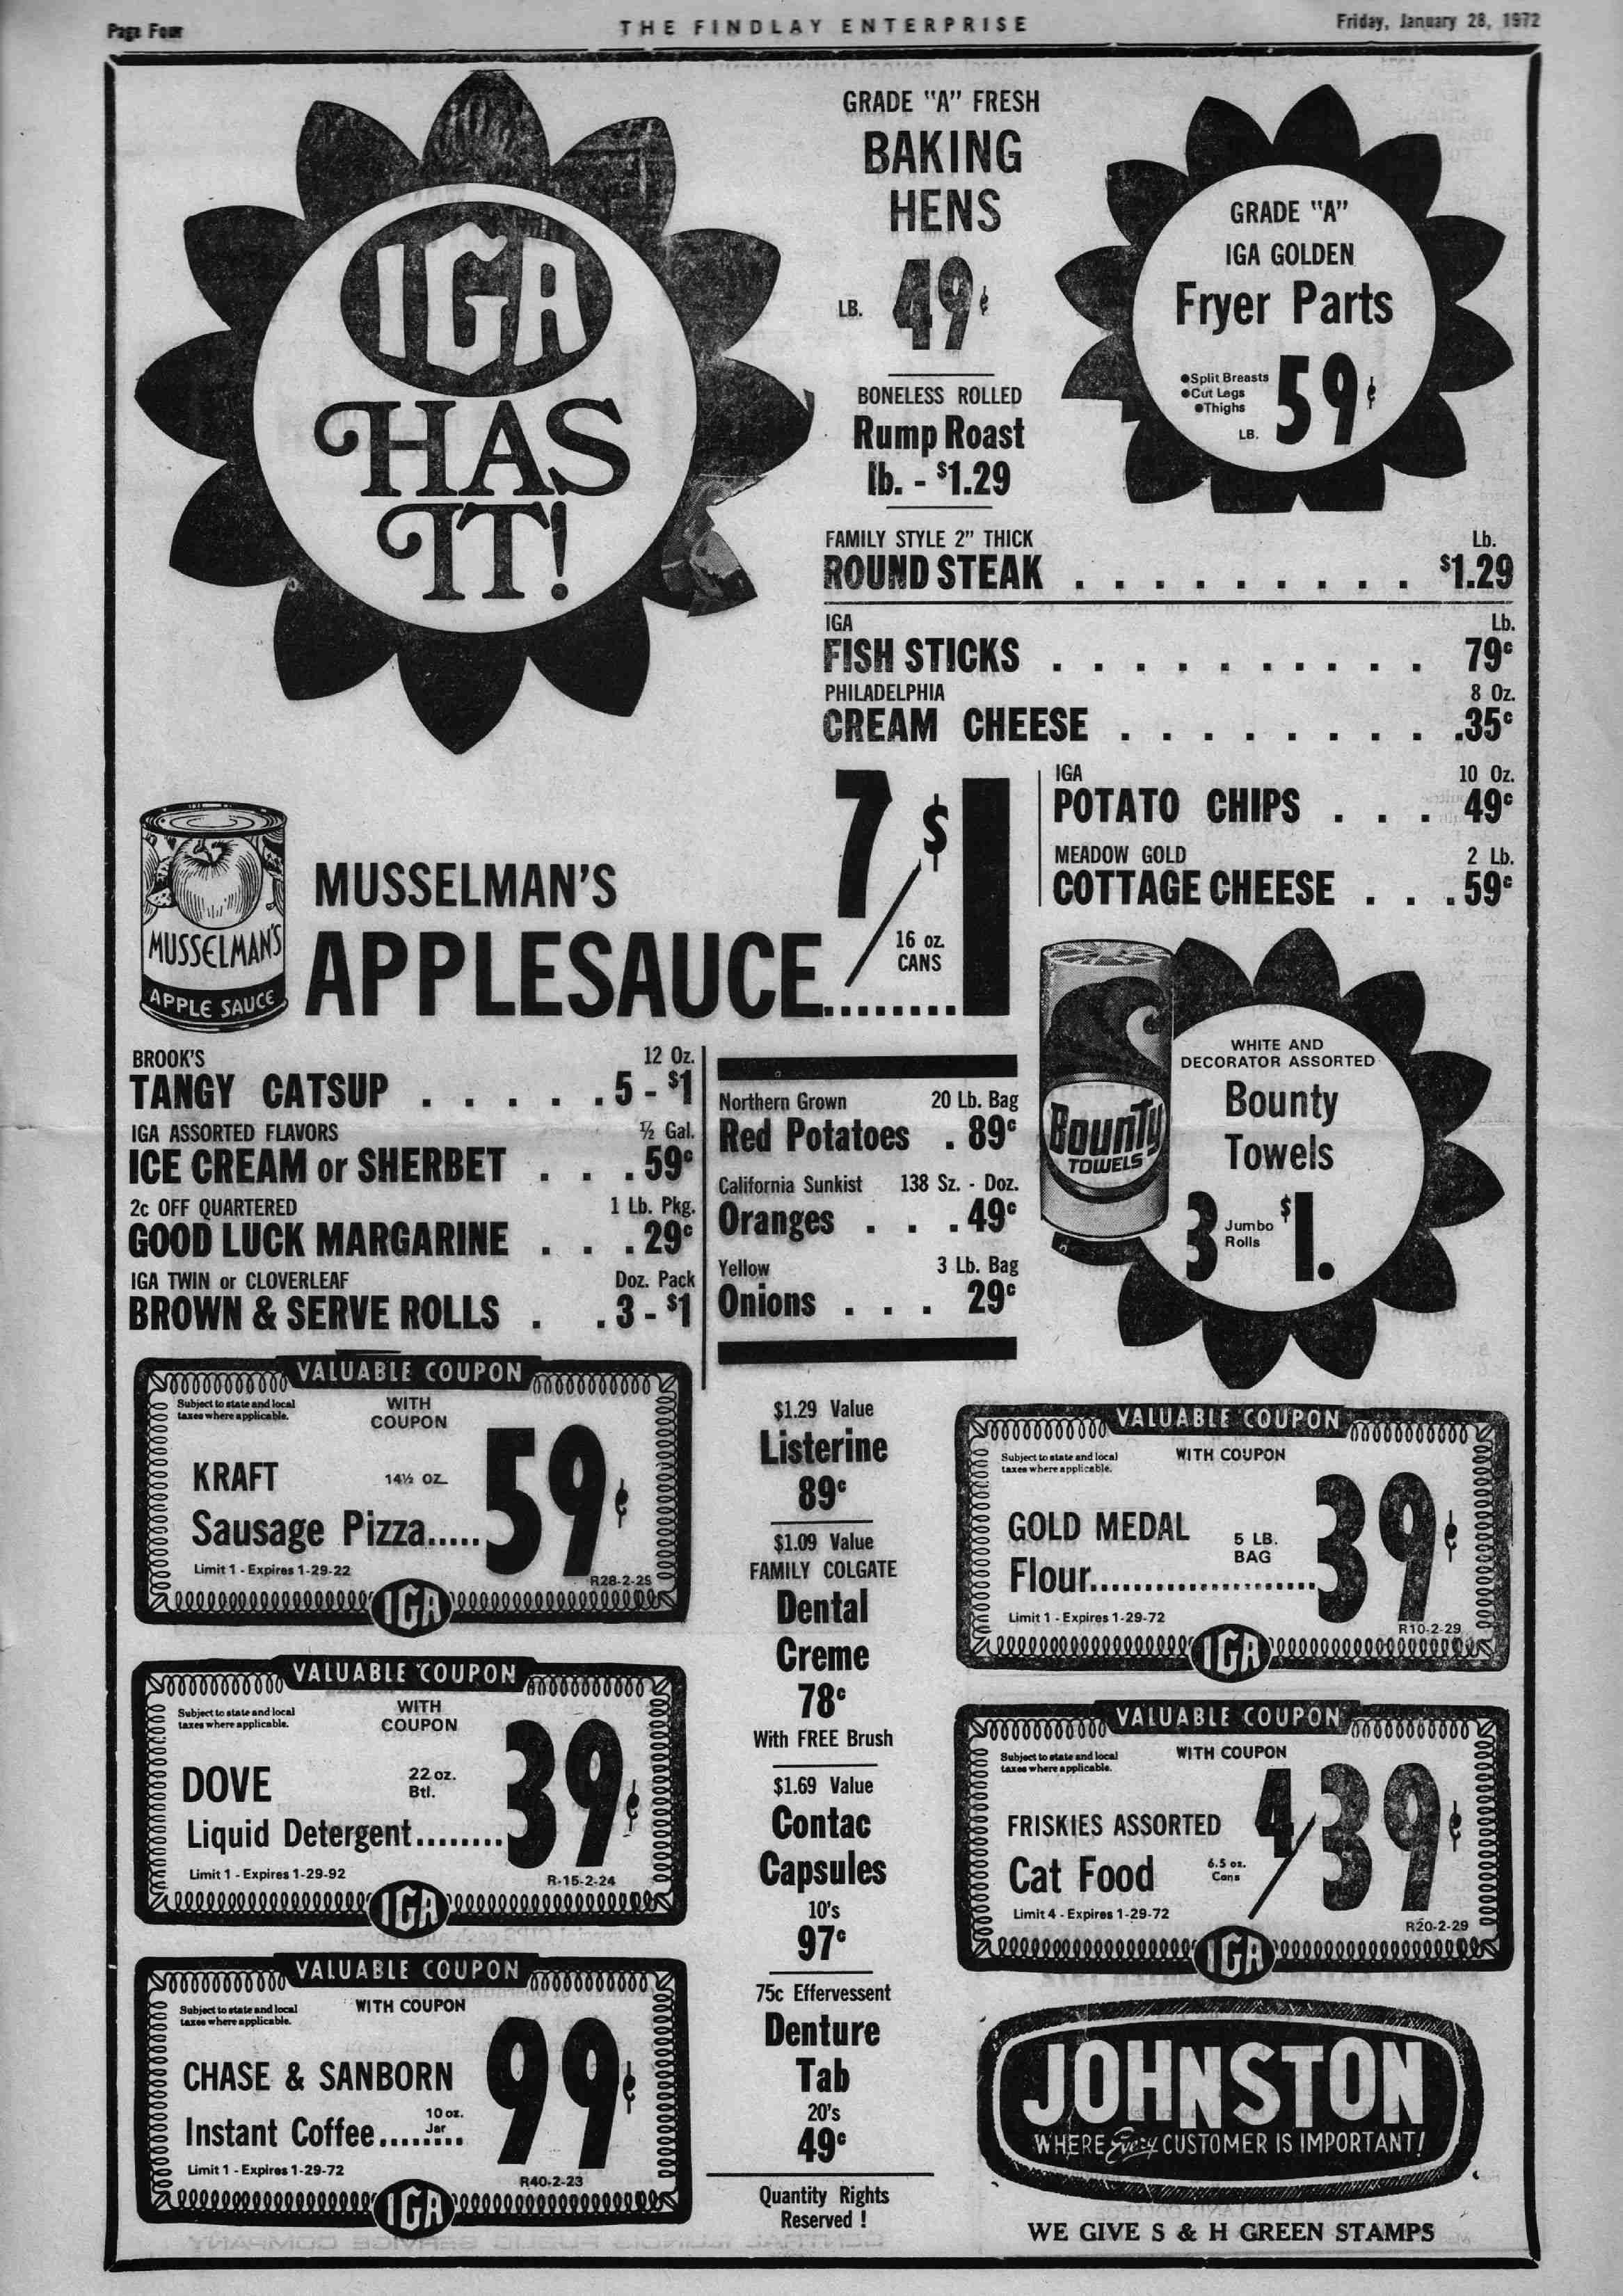 Page Four
THE FINDLAY ENTERPRISE
Friday, January 28, 1972
IGA
HAS
IT!
GRADE "A" FRESH
BAKING
HENS
LB. 49¢
BONELESS ROLLED
Rump Roast
lb. - $1.29
GRADE "A"
IGA GOLDEN
Fryer Parts
●Split Breasts
●Cut Legs
●Thighs
LB. 59¢
FAMILY STYLE 2" THICK Lb.
ROUND STEAK . . . . . . . . . $1.29
IGA Lb.
FISH STICKS . . . . . . . . . . 79¢
PHILADELPHIA 8 Oz.
CREAM CHEESE . . . . . . . . .35¢
IGA 10 Oz.
POTATO CHIPS . . . 49¢
MEADOW GOLD 2 Lb.
COTTAGE CHEESE . . . 59¢
MUSSELMAN'S
APPLE SAUCE
MUSSELMAN'S
APPLESAUCE........
7/$1
16 oz.
CANS
BROOK'S 12 Oz.
TANGY CATSUP . . . . . . 5 - $1
IGA ASSORTED FLAVORS ½ Gal.
ICE CREAM or SHERBET . . . 59¢
2c OFF QUARTERED 1 Lb. Pkg.
GOOD LUCK MARGARINE . . . 29¢
IGA TWIN or CLOVERLEAF Doz. Pack
BROWN & SERVE ROLLS . . 3 - $1
Northern Grown 20 Lb. Bag
Red Potatoes . 89¢
California Sunkist 138 Sz. - Doz.
Oranges . . . 49¢
Yellow 3 Lb. Bag
Onions . . . 29¢
Bounty
TOWELS
WHITE AND
DECORATOR ASSORTED
Bounty
Towels
3 Jumbo Rolls $1.
VALUABLE COUPON
Subject to state and local
taxes where applicable.
WITH
COUPON
KRAFT 14½ OZ.
Sausage Pizza..... 59¢
Limit 1 - Expires 1-29-22
R28-2-25
IGA
VALUABLE COUPON
Subject to state and local
taxes where applicable.
WITH
COUPON
DOVE 22 oz.
Btl.
Liquid Detergent........ 39¢
Limit 1 - Expires 1-29-92
R-15-2-24
IGA
VALUABLE COUPON
Subject to state and local
taxes where applicable.
WITH COUPON
CHASE & SANBORN
10 oz.
Jar
Instant Coffee........ 99¢
Limit 1 - Expires 1-29-72
R40-2-23
IGA
$1.29 Value
Listerine
89¢
$1.09 Value
FAMILY COLGATE
Dental
Creme
78¢
With FREE Brush
$1.69 Value
Contac
Capsules
10's
97¢
75c Effervessent
Denture
Tab
20's
49¢
Quantity Rights
Reserved !
VALUABLE COUPON
Subject to state and local
taxes where applicable.
WITH COUPON
GOLD MEDAL 5 LB.
BAG
Flour...................... 39¢
Limit 1 - Expires 1-29-72
R10-2-29
IGA
VALUABLE COUPON
Subject to state and local
taxes where applicable.
WITH COUPON
FRISKIES ASSORTED 4/39¢
Cat Food 6.5 oz.
Cans
Limit 4 - Expires 1-29-72
R20-2-29
IGA
JOHNSTON
WHERE Every CUSTOMER IS IMPORTANT!
WE GIVE S & H GREEN STAMPS